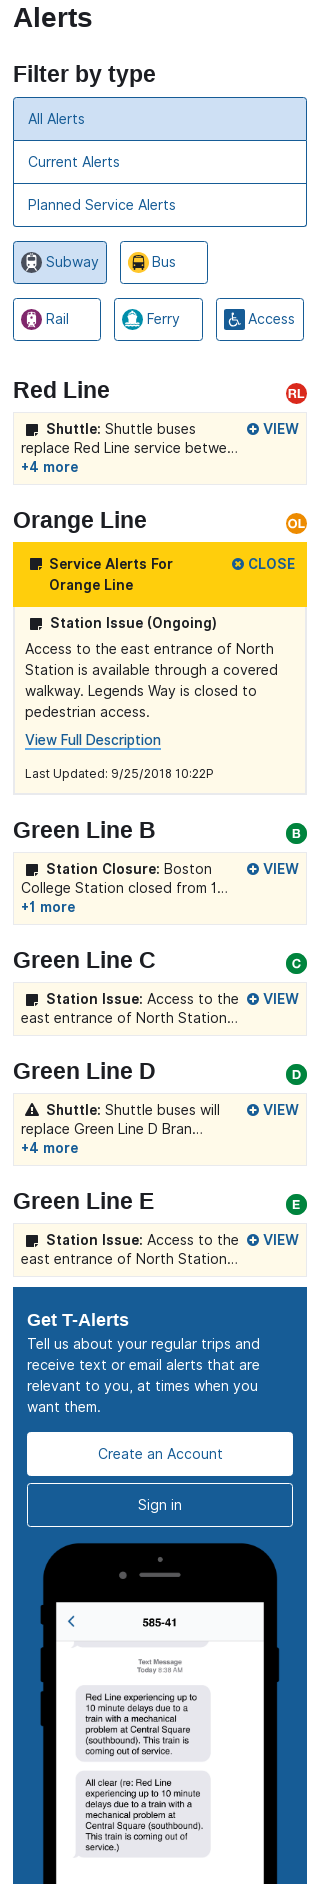 Alerts
Filter by type
All Alerts
Current Alerts
Planned Service Alerts
Subway
Bus
Rail
Ferry
Access
Red Line
RL
Shuttle: Shuttle buses
VIEW
replace Red Line service betwe...
+4 more
Orange Line
OL
Service Alerts For
CLOSE
Orange Line
Station Issue (Ongoing)
Access to the east entrance of North
Station is available through a covered
walkway. Legends Way is closed to
pedestrian access.
View Full Description
Last Updated: 9/25/2018 10:22P
Green Line B
B
Station Closure: Boston
VIEW
College Station closed from 1...
+1 more
Green Line C
C
Station Issue: Access to the
VIEW
east entrance of North Station...
Green Line D
D
Shuttle: Shuttle buses will
VIEW
replace Green Line D Bran...
+4 more
Green Line E
E
Station Issue: Access to the
VIEW
east entrance of North Station...
Get T-Alerts
Tell us about your regular trips and
receive text or email alerts that are
relevant to you, at times when you
want them.
Create an Account
Sign in
585-41
Text Message
Today 8:38 AM
Red Line experiencing up to
10 minute delays due to a
train with a mechanical
problem at Central Square
(southbound). This train is
coming out of service.
All clear (re: Red Line
experiencing up to 10 minute
delays due to a train with a
mechanical problem at
Central Square (southbound).
This train is coming out of
service.)